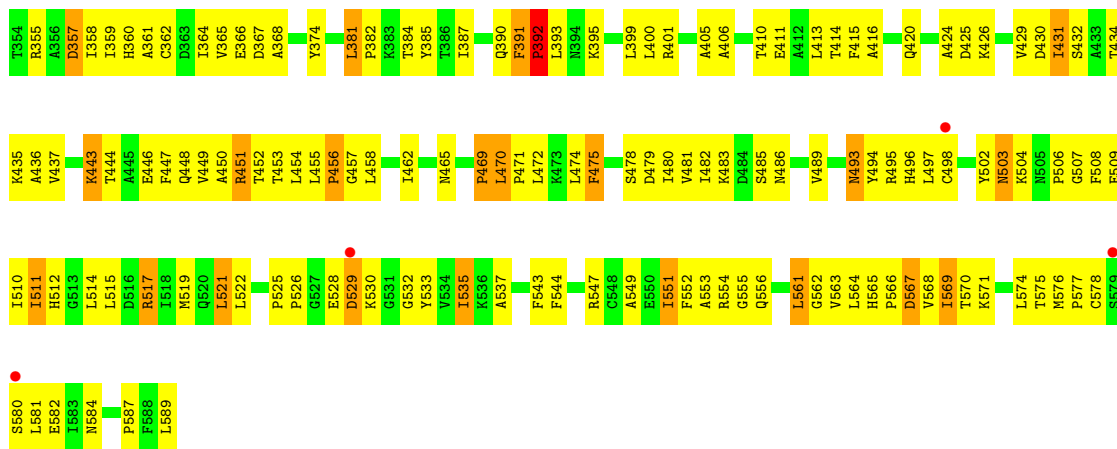 T354 R355 A356 D357 I358 I359 H360 A361 C362 D363 I364 V365 E366 D367 A368 Y374 L381 P382 K383 T384 Y385 T386 I387 Q390 F391 P392 L393 N394 K395 L399 L400 R401 A405 A406 T410 E411 A412 L413 T414 F415 A416 Q420 A424 D425 K426 V429 D430 I431 S432 A433 T434
K435 A436 V437 K443 T444 A445 E446 F447 Q448 V449 A450 R451 T452 T453 L454 L455 P456 G457 L458 I462 N465 P469 L470 P471 L472 K473 L474 F475 S478 D479 I480 V481 I482 K483 D484 S485 N486 V489 N493 Y494 R495 H496 L497 C498 Y502 N503 K504 N505 P506 G507 F508 E509
I510 I511 H512 G513 L514 L515 D516 R517 I518 M519 Q520 L521 L522 P525 P526 G527 E528 D529 K530 G531 G532 Y533 V534 I535 K536 A537 F543 F544 R547 C548 A549 E550 I551 F552 A553 R554 G555 Q556 L561 G562 V563 L564 H565 P566 D567 V568 I569 T570 K571 L574 T575 M576 P577 C578 S579
S580 L581 E582 I583 N584 P587 F588 L589